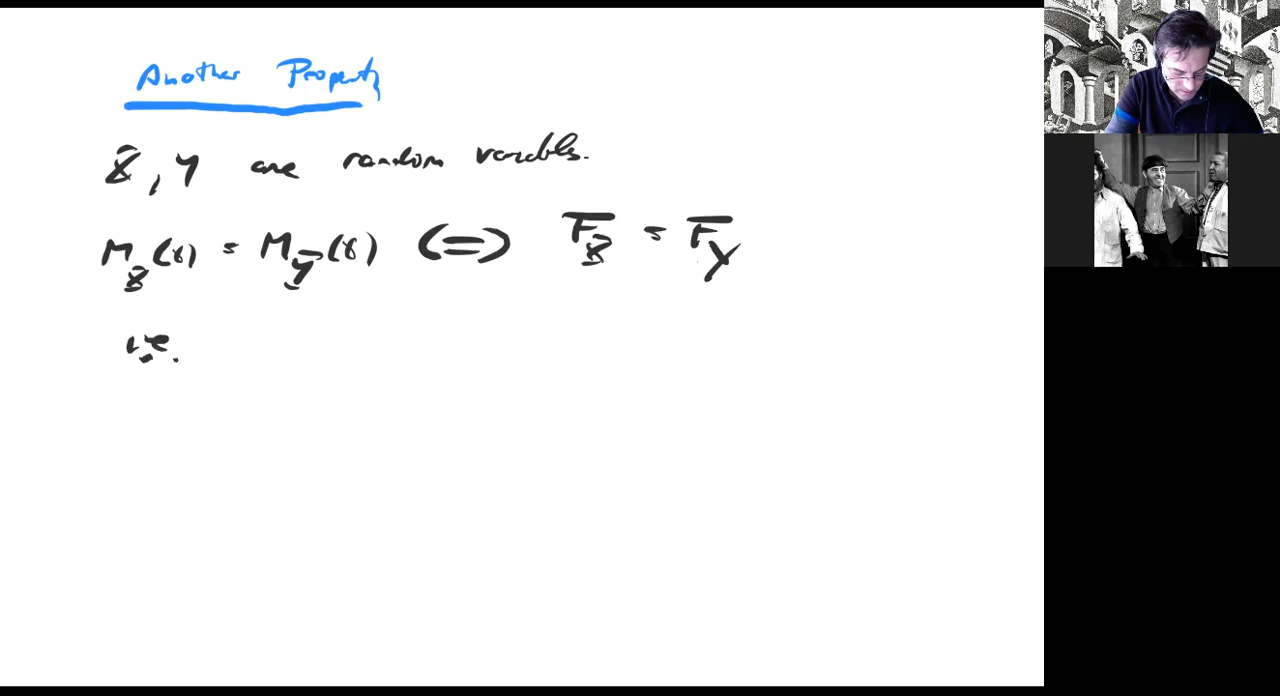 Another Property
X, Y are random variables.
M_X(t) = M_Y(t) <=> F_X = F_Y
i.e.